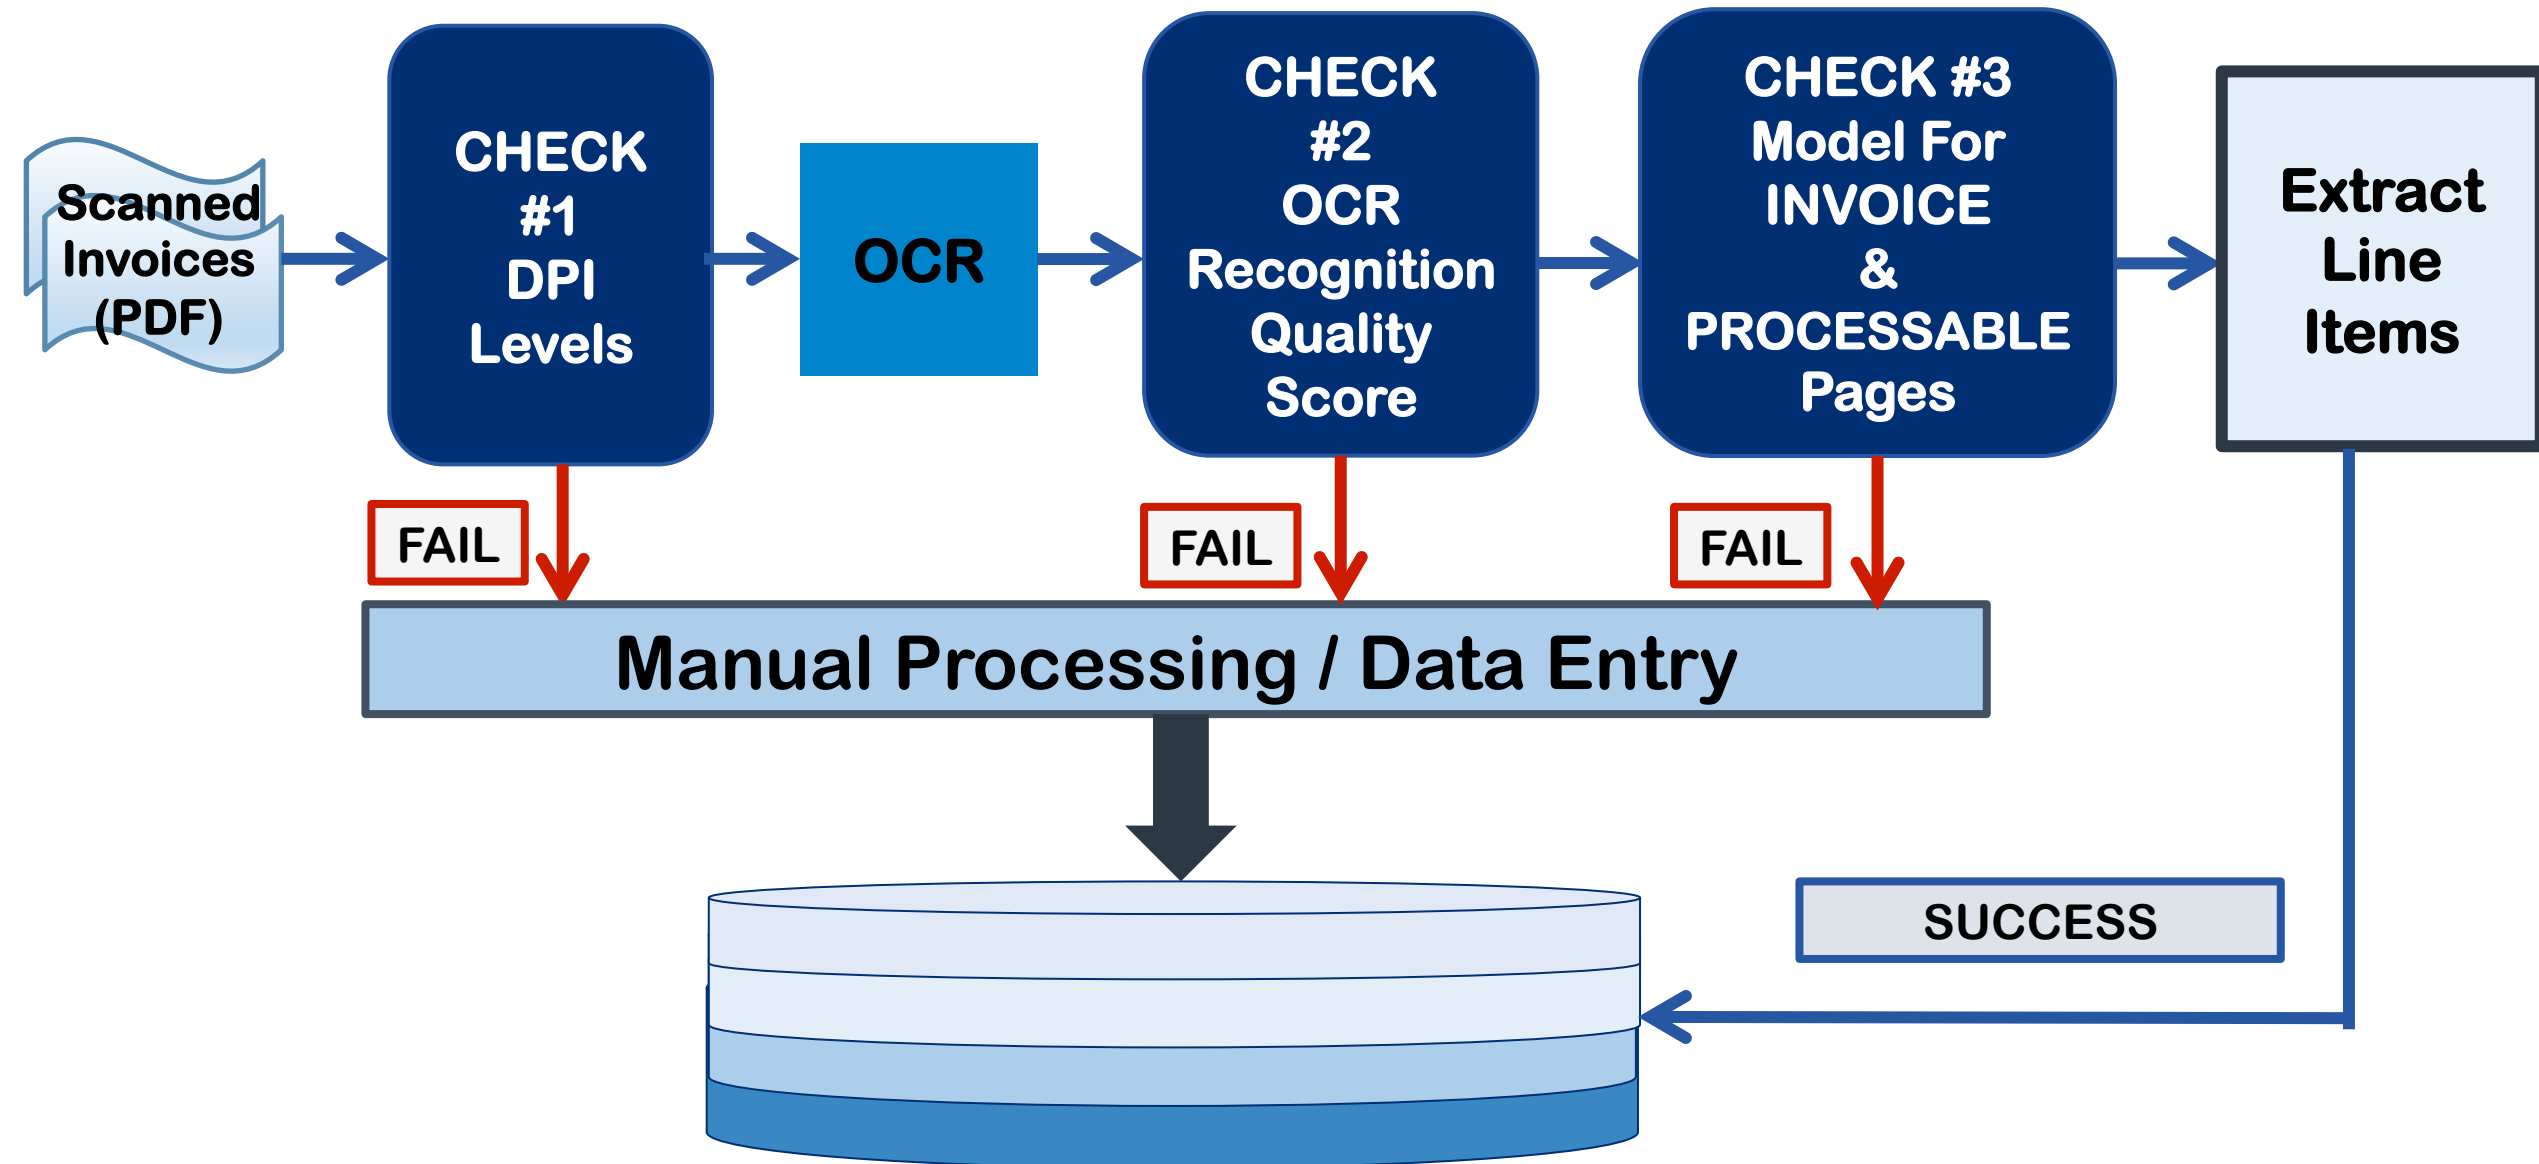 Scanned
Invoices
(PDF)
CHECK
#1
DPI
Levels
OCR
CHECK
#2
OCR
Recognition
Quality
Score
CHECK #3
Model For
INVOICE
&
PROCESSABLE
Pages
Extract
Line
Items
FAIL
FAIL
FAIL
Manual Processing / Data Entry
SUCCESS